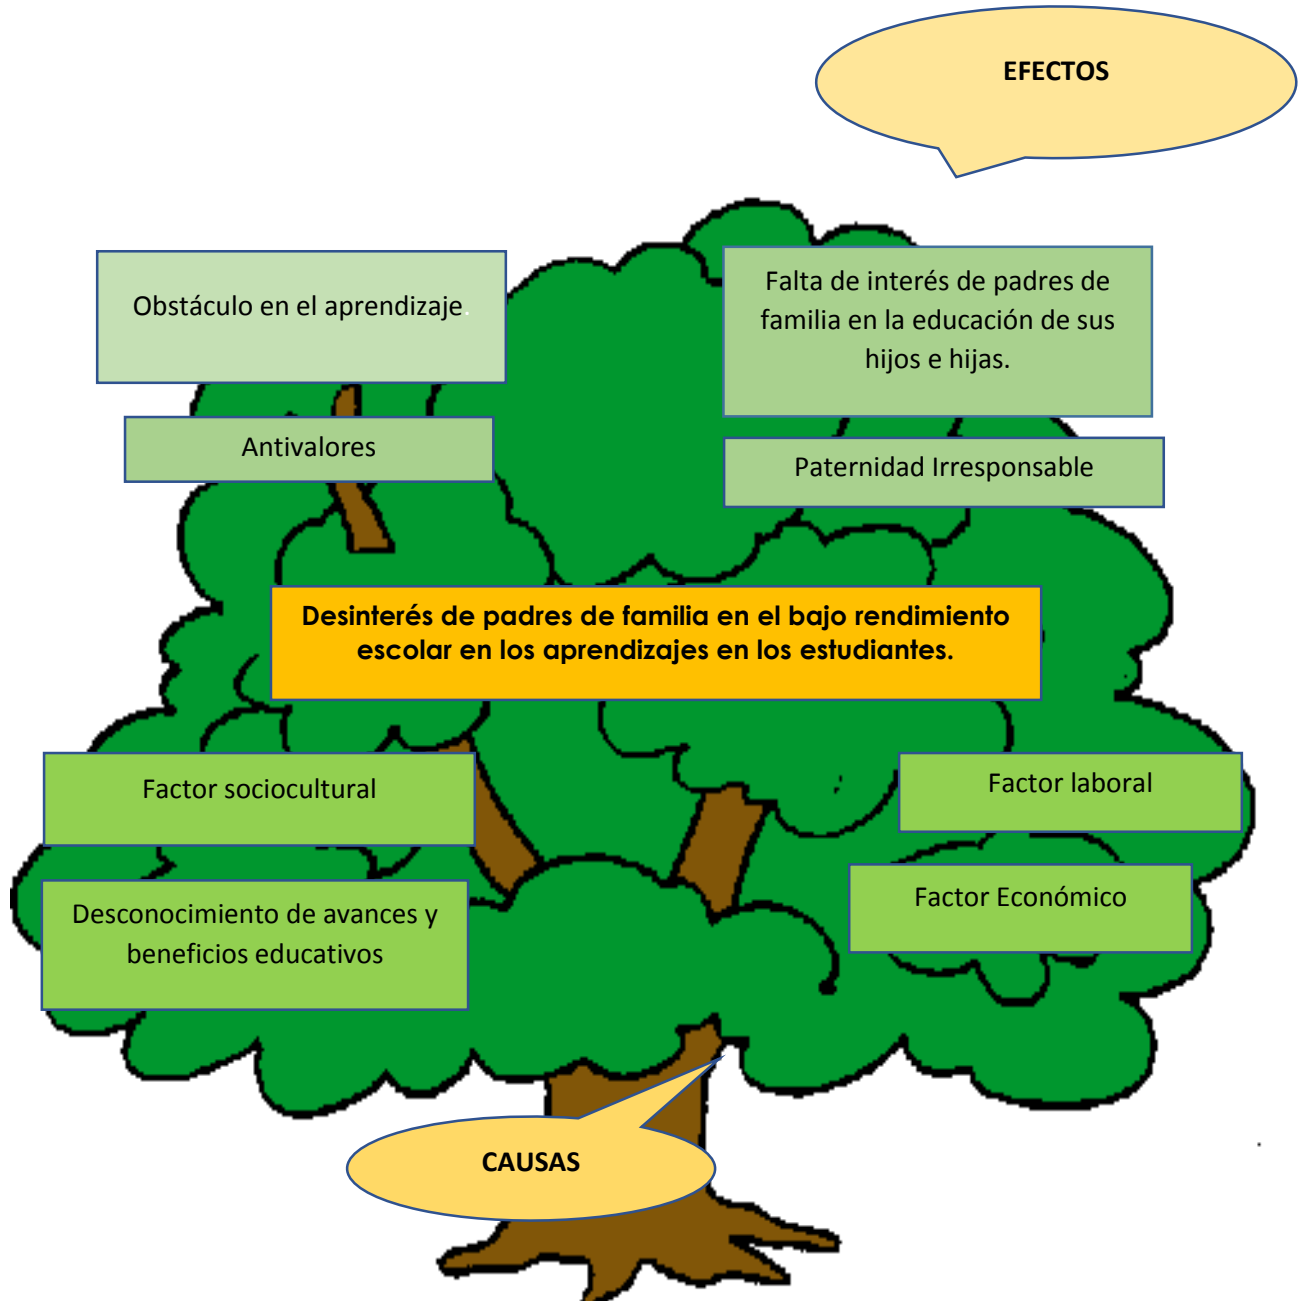 EFECTOS
Obstáculo en el aprendizaje.
Falta de interés de padres de
familia en la educación de sus
hijos e hijas.
Antivalores
Paternidad Irresponsable
Desinterés de padres de familia en el bajo rendimiento
escolar en los aprendizajes en los estudiantes.
Factor sociocultural
Factor laboral
Desconocimiento de avances y
beneficios educativos
Factor Económico
CAUSAS